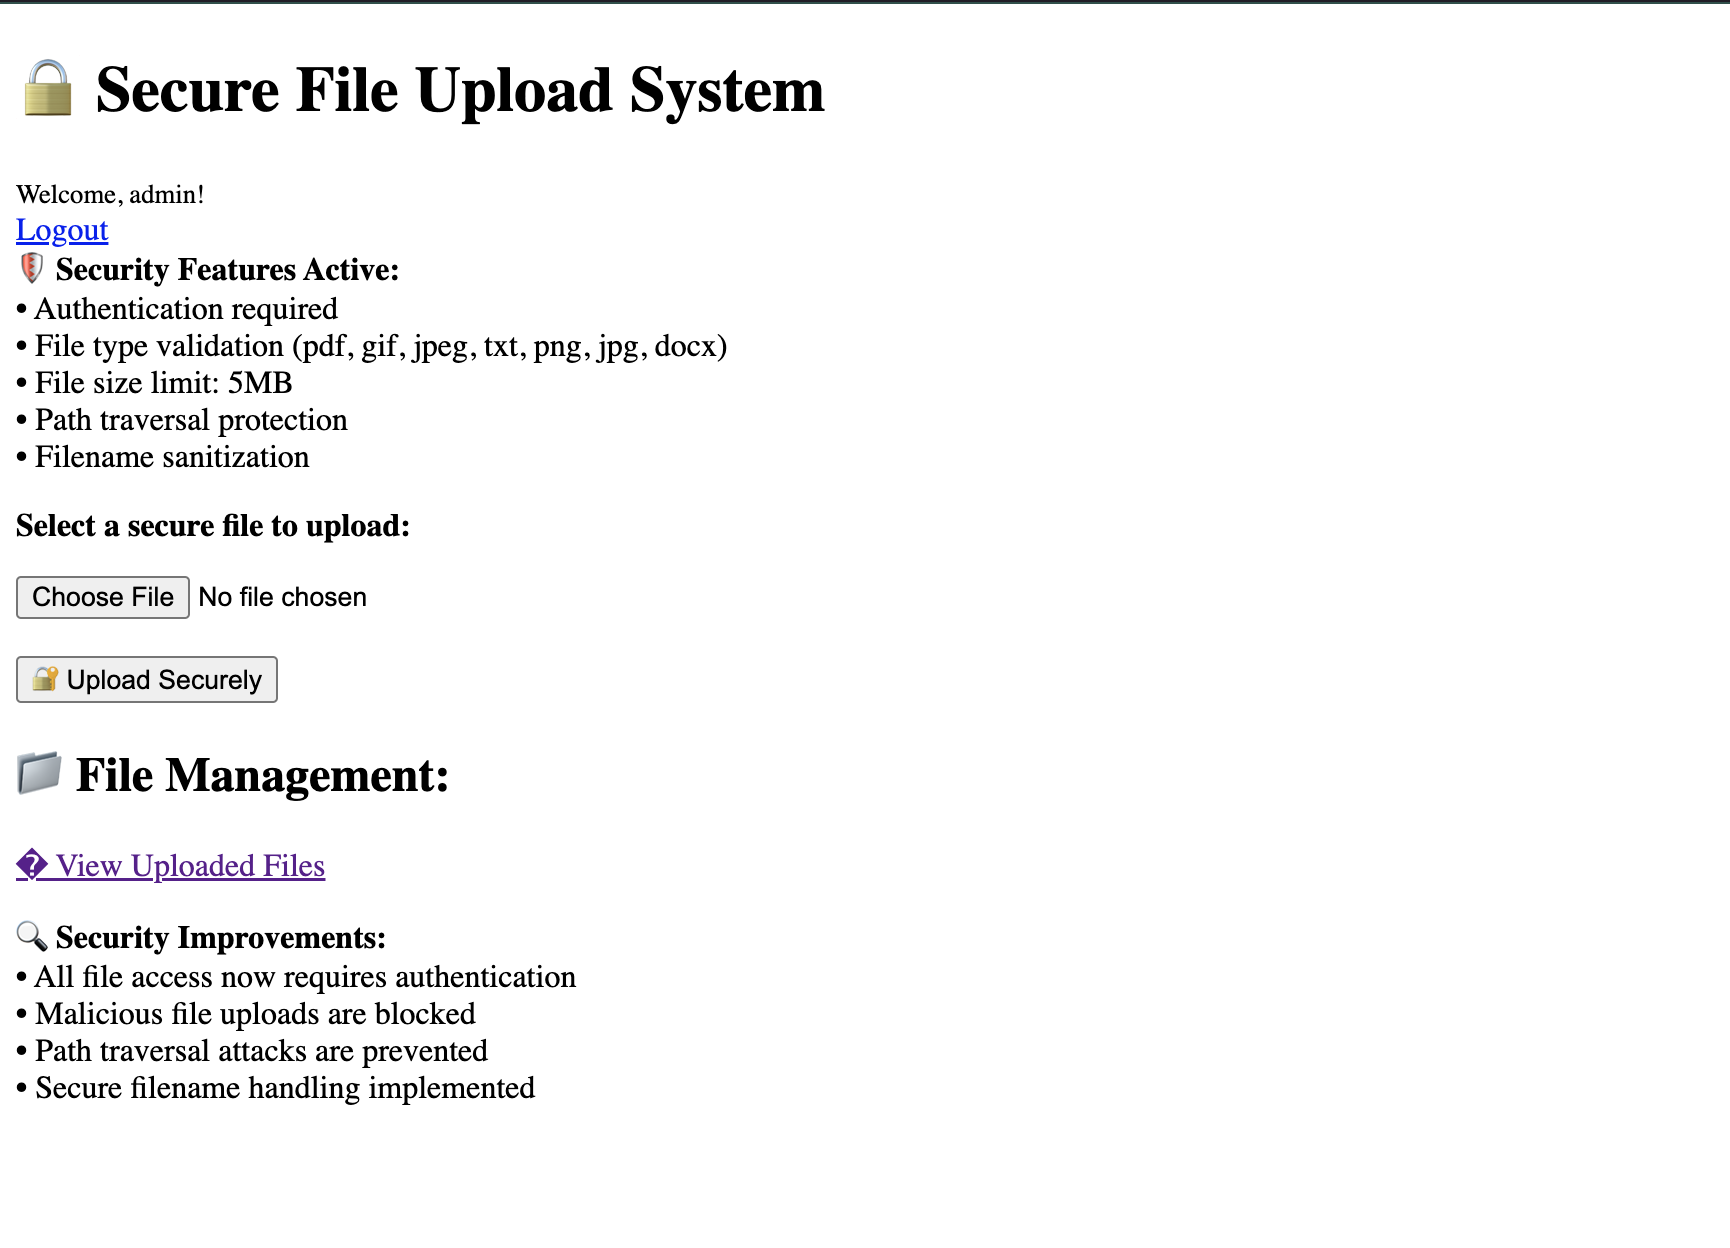 🔒 Secure File Upload System
Welcome, admin!
Logout
🛡️ Security Features Active:
• Authentication required
• File type validation (pdf, gif, jpeg, txt, png, jpg, docx)
• File size limit: 5MB
• Path traversal protection
• Filename sanitization
Select a secure file to upload:
Choose File No file chosen
🔐 Upload Securely
📁 File Management:
� View Uploaded Files
🔍 Security Improvements:
• All file access now requires authentication
• Malicious file uploads are blocked
• Path traversal attacks are prevented
• Secure filename handling implemented